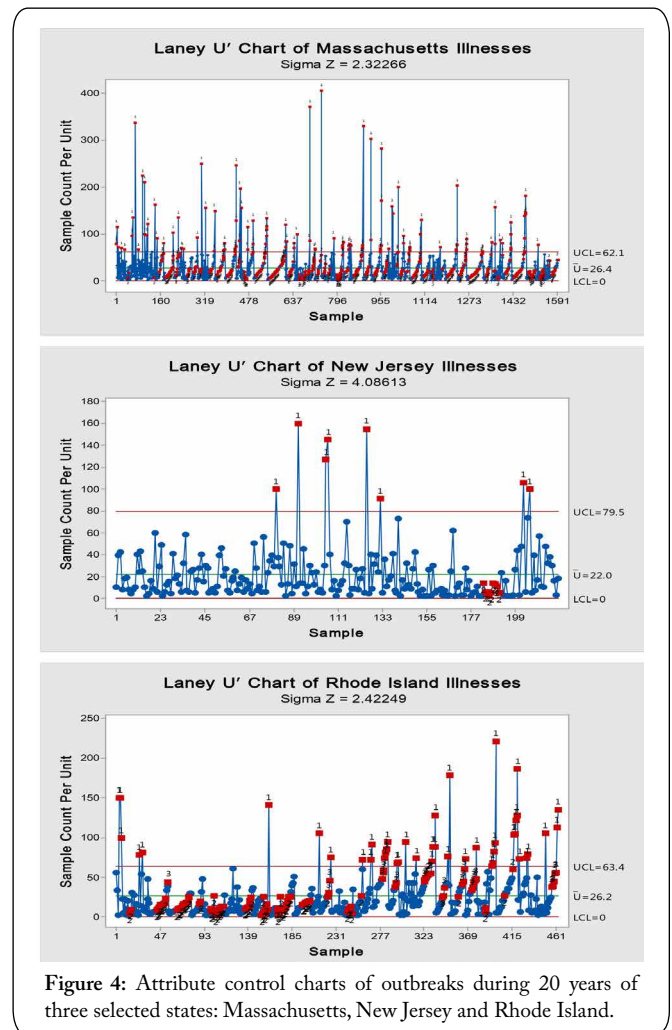 Laney U' Chart of Massachusetts Illnesses
Sigma Z = 2.32266
Sample Count Per Unit
400
300
200
100
0
UCL=62.1
U̅=26.4
LCL=0
1 160 319 478 637 796 955 1114 1273 1432 1591
Sample
Laney U' Chart of New Jersey Illnesses
Sigma Z = 4.08613
Sample Count Per Unit
180
160
140
120
100
80
60
40
20
0
UCL=79.5
U̅=22.0
LCL=0
1 23 45 67 89 111 133 155 177 199
Sample
Laney U' Chart of Rhode Island Illnesses
Sigma Z = 2.42249
Sample Count Per Unit
250
200
150
100
50
0
UCL=63.4
U̅=26.2
LCL=0
1 47 93 139 185 231 277 323 369 415 461
Sample
Figure 4: Attribute control charts of outbreaks during 20 years of
three selected states: Massachusetts, New Jersey and Rhode Island.